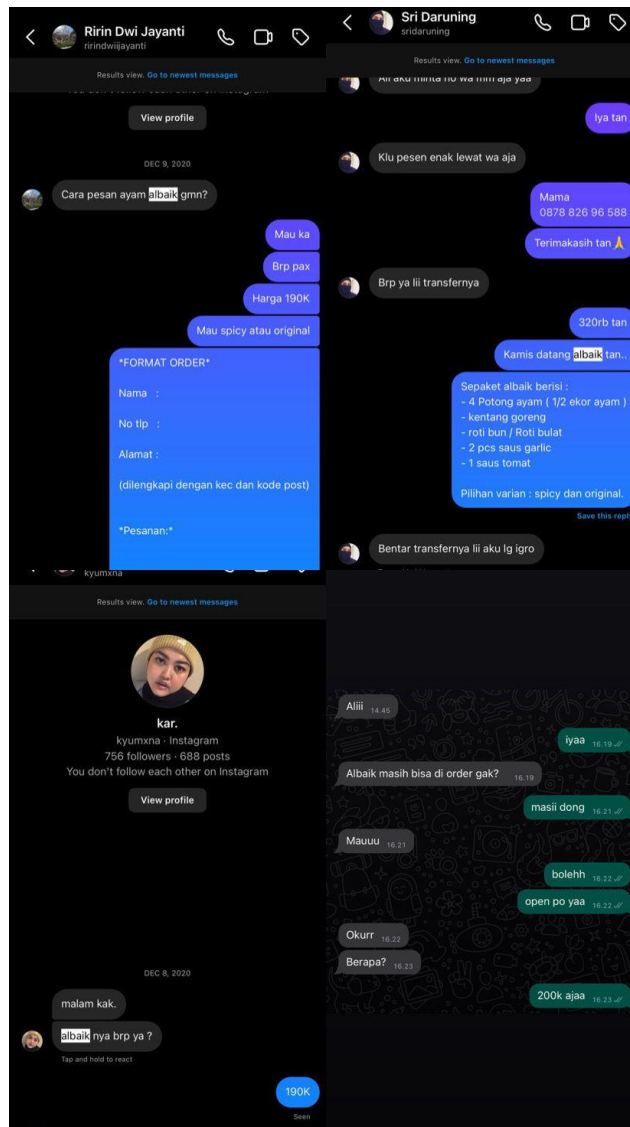 Ririn Dwi Jayanti
ririndwiijayanti
Results view. Go to newest messages
View profile
DEC 9, 2020
Cara pesan ayam albaik gmn?
Mau ka
Brp pax
Harga 190K
Mau spicy atau original
*FORMAT ORDER*
Nama :
No tlp :
Alamat :
(dilengkapi dengan kec dan kode post)
*Pesanan:*
Sri Daruning
sridaruning
Results view. Go to newest messages
Iya tan
Klu pesen enak lewat wa aja
Mama
0878 826 96 588
Terimakasih tan 🙏
Brp ya lii transfernya
320rb tan
Kamis datang albaik tan..
Sepaket albaik berisi :
- 4 Potong ayam ( 1/2 ekor ayam )
- kentang goreng
- roti bun / Roti bulat
- 2 pcs saus garlic
- 1 saus tomat
Pilihan varian : spicy dan original.
Save this reply
Bentar transfernya lii aku lg igro
kyumxna
Results view. Go to newest messages
kar.
kyumxna · Instagram
756 followers · 688 posts
You don't follow each other on Instagram
View profile
DEC 8, 2020
malam kak.
albaik nya brp ya ?
Tap and hold to react
190K
Seen
Aliii 14.45
iyaa 16.19
Albaik masih bisa di order gak? 16.19
masii dong 16.21
Mauuu 16.21
bolehh 16.22
open po yaa 16.22
Okurr 16.22
Berapa? 16.23
200k ajaa 16.23